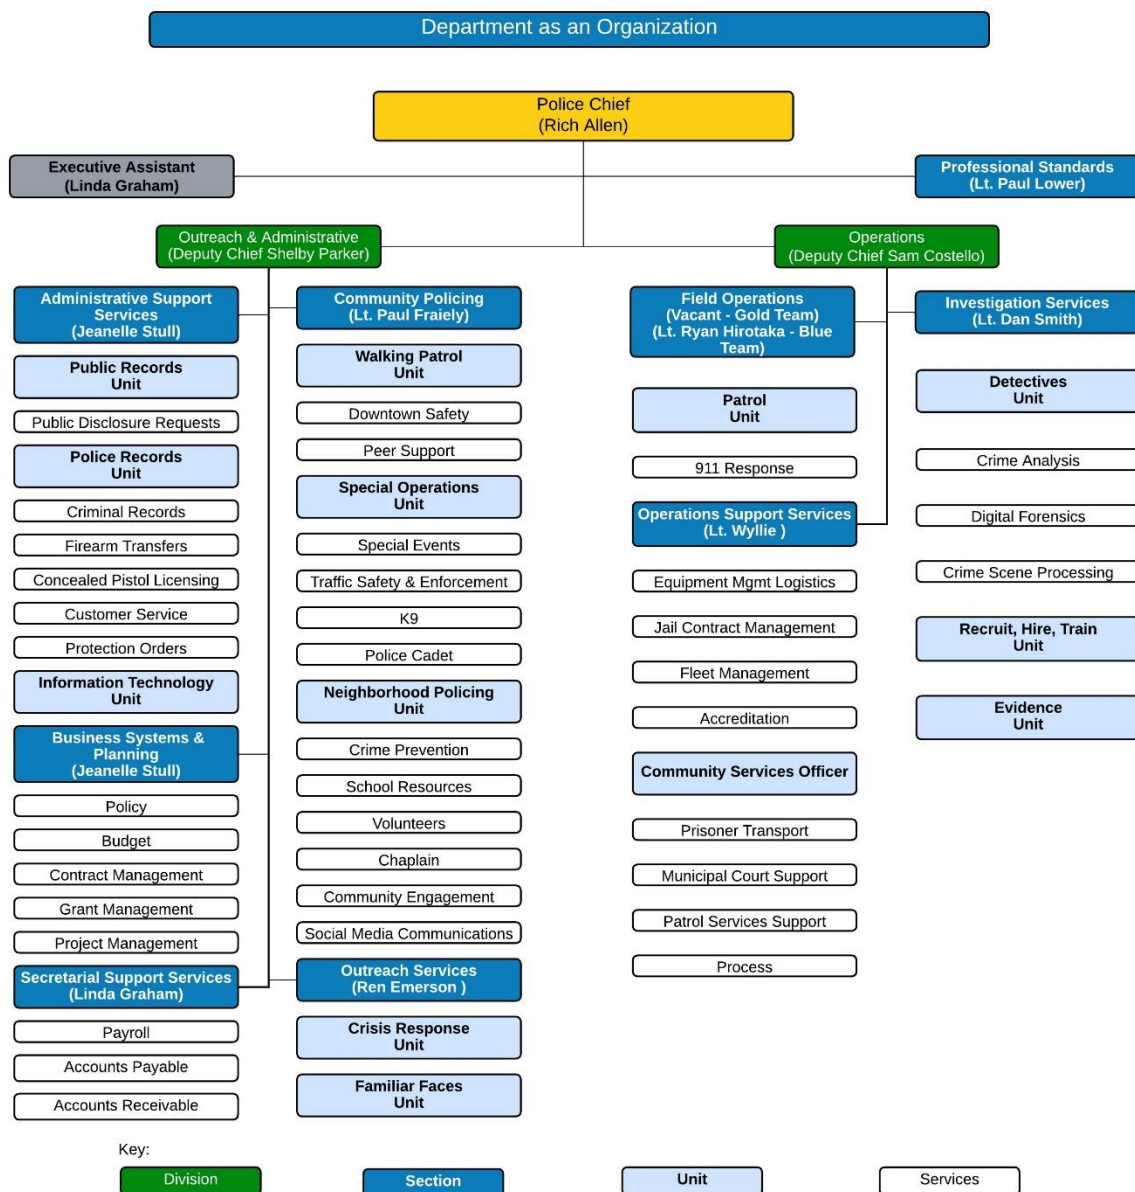 Department as an Organization
Police Chief
(Rich Allen)
Executive Assistant
(Linda Graham)
Professional Standards
(Lt. Paul Lower)
Outreach & Administrative
(Deputy Chief Shelby Parker)
Operations
(Deputy Chief Sam Costello)
Administrative Support
Services
(Jeanelle Stull)
Public Records
Unit
Public Disclosure Requests
Police Records
Unit
Criminal Records
Firearm Transfers
Concealed Pistol Licensing
Customer Service
Protection Orders
Information Technology
Unit
Business Systems &
Planning
(Jeanelle Stull)
Policy
Budget
Contract Management
Grant Management
Project Management
Secretarial Support Services
(Linda Graham)
Payroll
Accounts Payable
Accounts Receivable
Community Policing
(Lt. Paul Fraiely)
Walking Patrol
Unit
Downtown Safety
Peer Support
Special Operations
Unit
Special Events
Traffic Safety & Enforcement
K9
Police Cadet
Neighborhood Policing
Unit
Crime Prevention
School Resources
Volunteers
Chaplain
Community Engagement
Social Media Communications
Outreach Services
(Ren Emerson )
Crisis Response
Unit
Familiar Faces
Unit
Field Operations
(Vacant - Gold Team)
(Lt. Ryan Hirotaka - Blue
Team)
Patrol
Unit
911 Response
Operations Support Services
(Lt. Wyllie )
Equipment Mgmt Logistics
Jail Contract Management
Fleet Management
Accreditation
Community Services Officer
Prisoner Transport
Municipal Court Support
Patrol Services Support
Process
Investigation Services
(Lt. Dan Smith)
Detectives
Unit
Crime Analysis
Digital Forensics
Crime Scene Processing
Recruit, Hire, Train
Unit
Evidence
Unit
Key:
Division
Section
Unit
Services